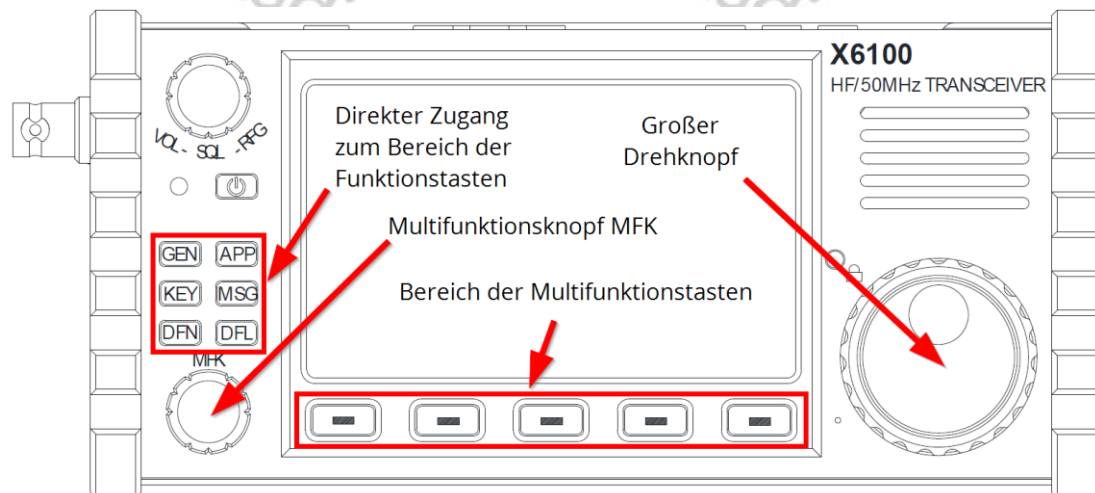 X6100
HF/50MHz TRANSCEIVER
VOL - SQL - RFG
Direkter Zugang
zum Bereich der
Funktionstasten
Großer
Drehknopf
Multifunktionsknopf MFK
Bereich der Multifunktionstasten
GEN APP
KEY MSG
DFN DFL
MFK